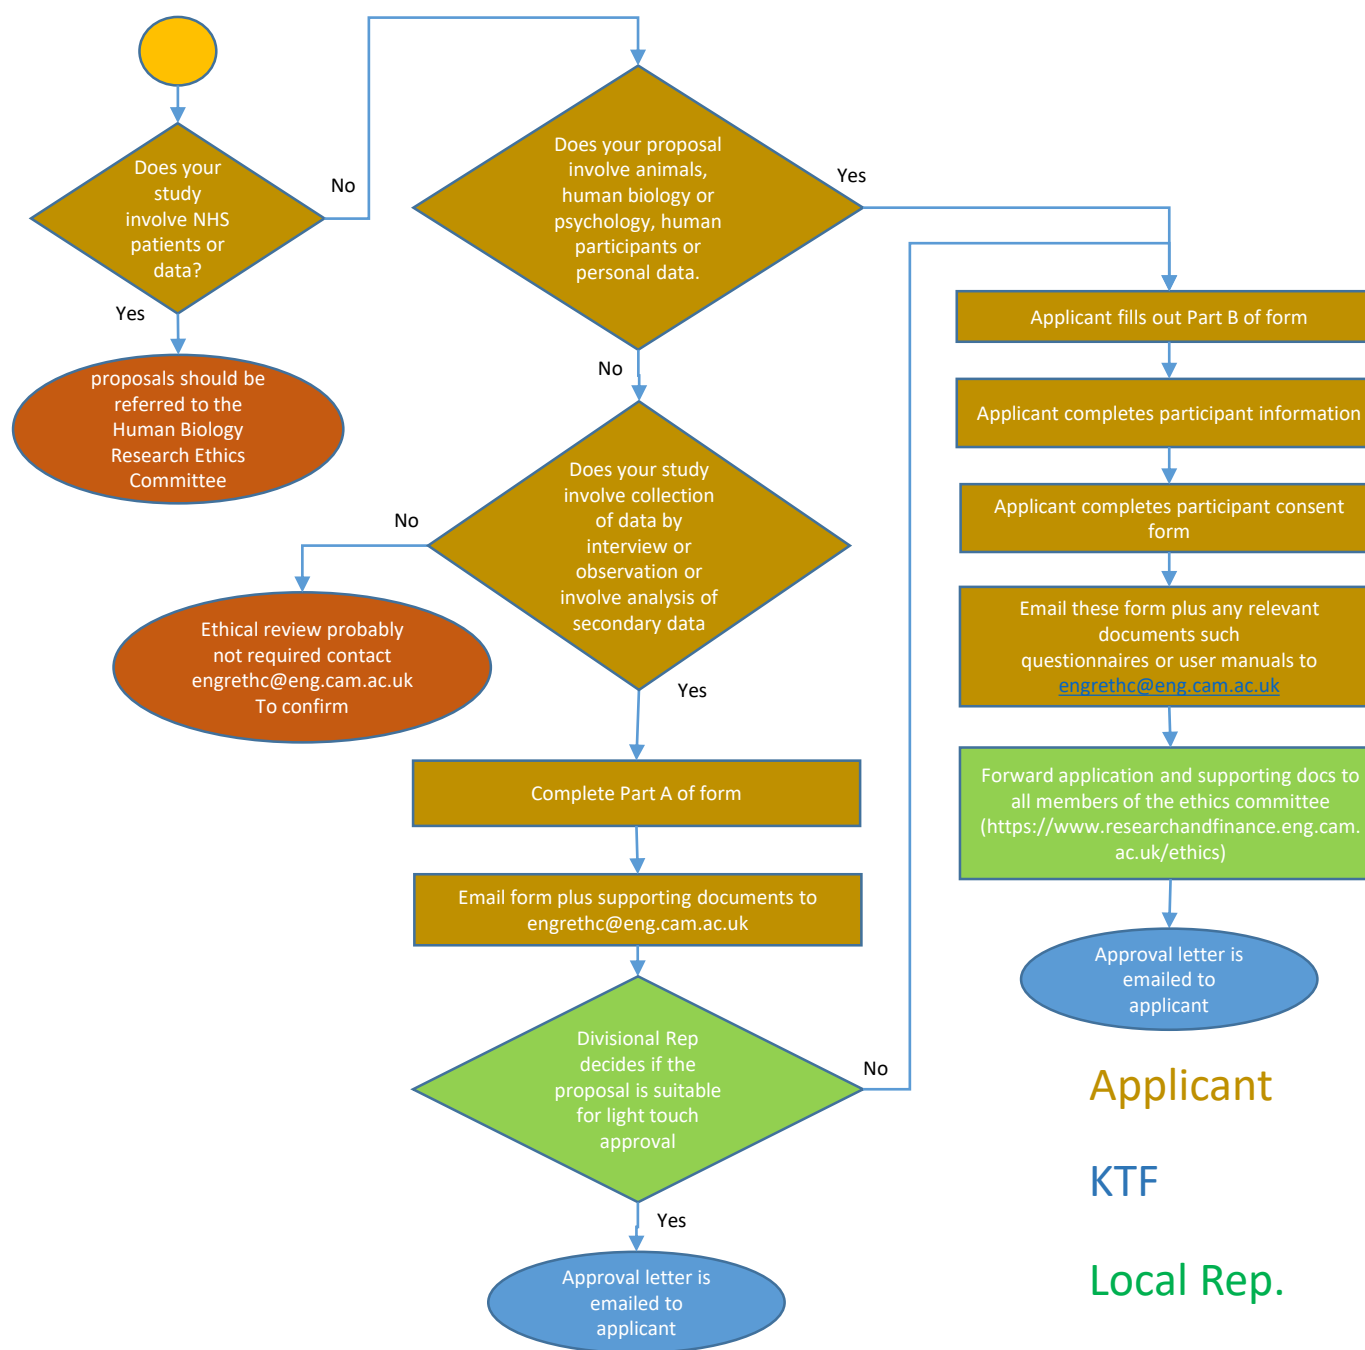 Does your
study
involve NHS
patients or
data?
No
Yes
proposals should be
referred to the
Human Biology
Research Ethics
Committee
Does your proposal
involve animals,
human biology or
psychology, human
participants or
personal data.
Yes
No
Does your study
involve collection
of data by
interview or
observation or
involve analysis of
secondary data
No
Ethical review probably
not required contact
engrethc@eng.cam.ac.uk
To confirm
Yes
Complete Part A of form
Email form plus supporting documents to
engrethc@eng.cam.ac.uk
Divisional Rep
decides if the
proposal is suitable
for light touch
approval
No
Yes
Approval letter is
emailed to
applicant
Applicant fills out Part B of form
Applicant completes participant information
Applicant completes participant consent
form
Email these form plus any relevant
documents such
questionnaires or user manuals to
engrethc@eng.cam.ac.uk
Forward application and supporting docs to
all members of the ethics committee
(https://www.researchandfinance.eng.cam.
ac.uk/ethics)
Approval letter is
emailed to
applicant
Applicant
KTF
Local Rep.